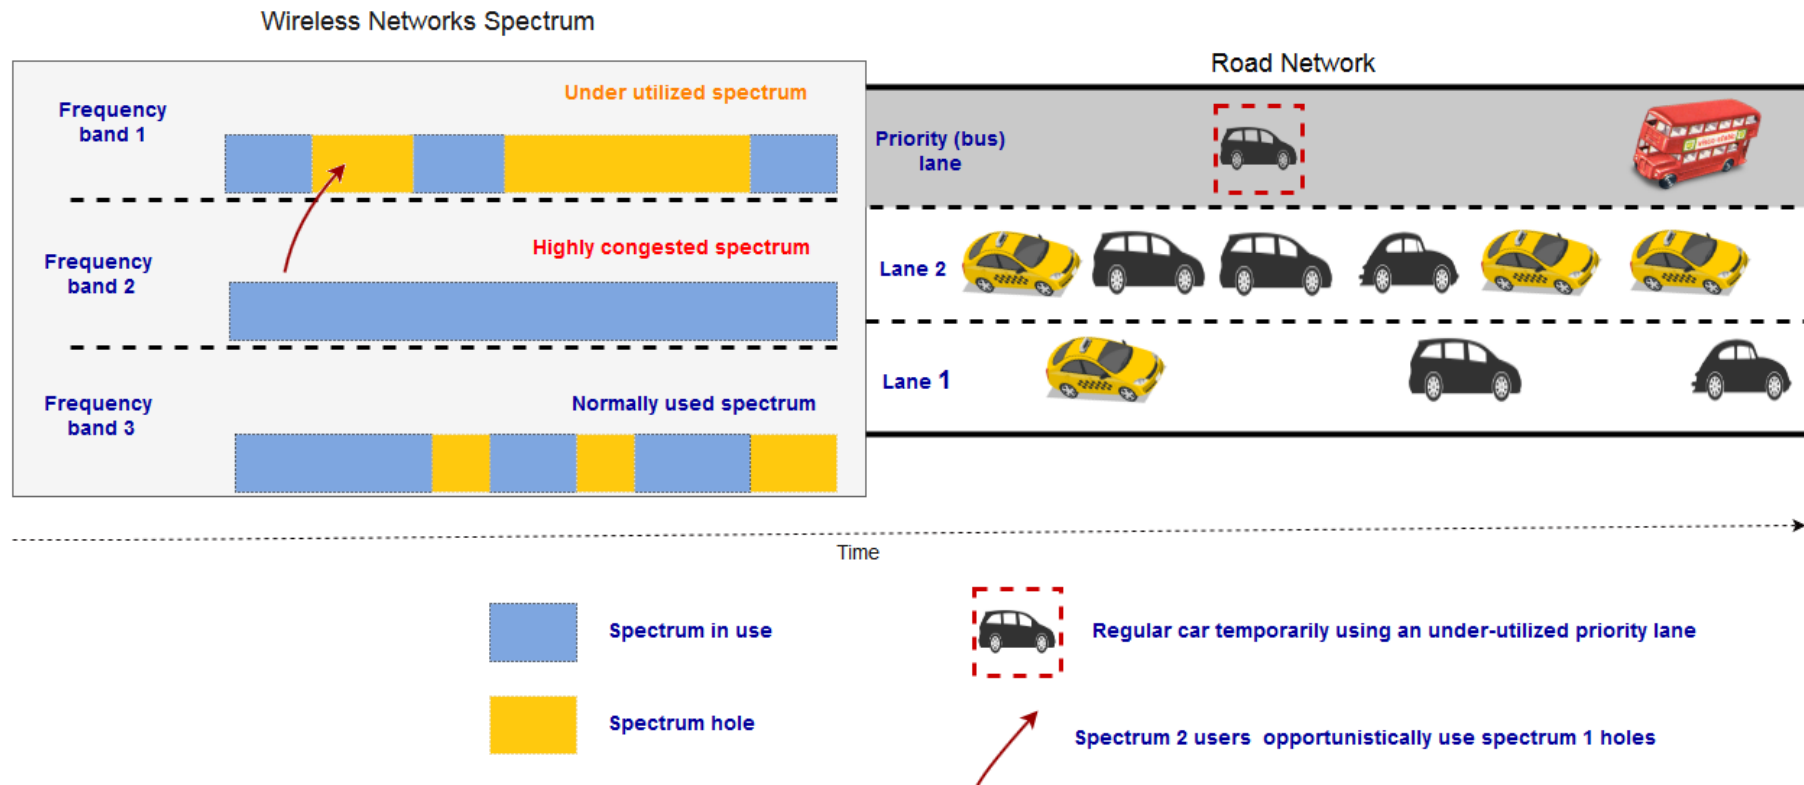 Wireless Networks Spectrum
Road Network
Frequency
band 1
Under utilized spectrum
Priority (bus)
lane
Frequency
band 2
Highly congested spectrum
Lane 2
Frequency
band 3
Normally used spectrum
Lane 1
Time
Spectrum in use
Regular car temporarily using an under-utilized priority lane
Spectrum hole
Spectrum 2 users opportunistically use spectrum 1 holes